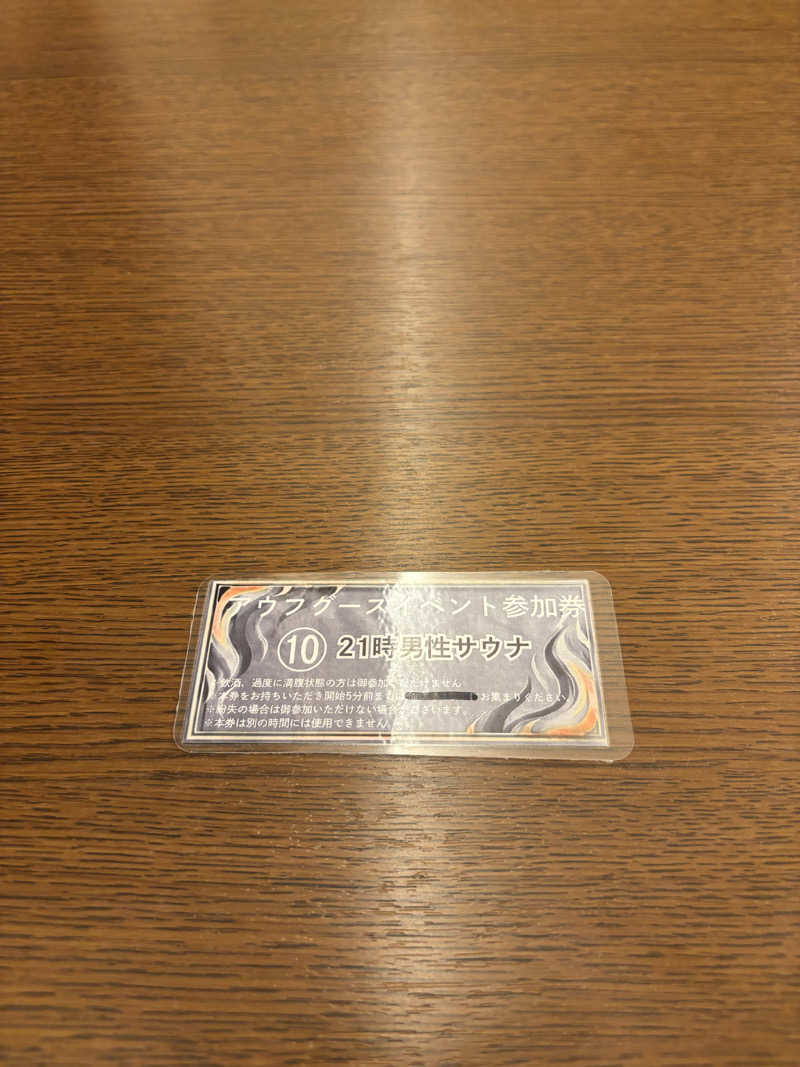 アウフグースイベント参加券
⑩ 21時男性サウナ
※飲酒、過度に満腹状態の方は御参加いただけません
※本券をお持ちいただき開始5分前までに お集まりください。
※紛失の場合は御参加いただけない場合がございます。
※本券は別の時間には使用できません。